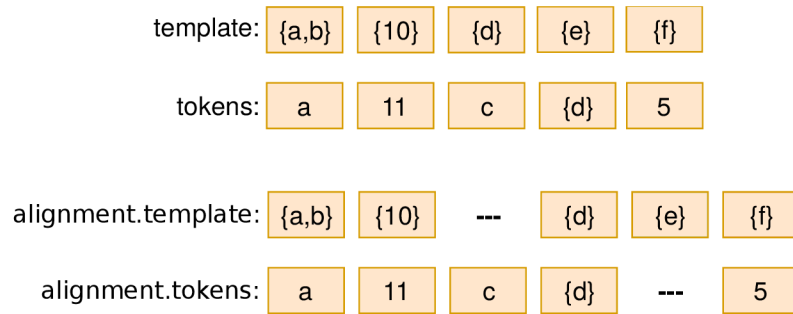 template: {a,b} {10} {d} {e} {f}
tokens: a 11 c {d} 5
alignment.template: {a,b} {10} --- {d} {e} {f}
alignment.tokens: a 11 c {d} --- 5